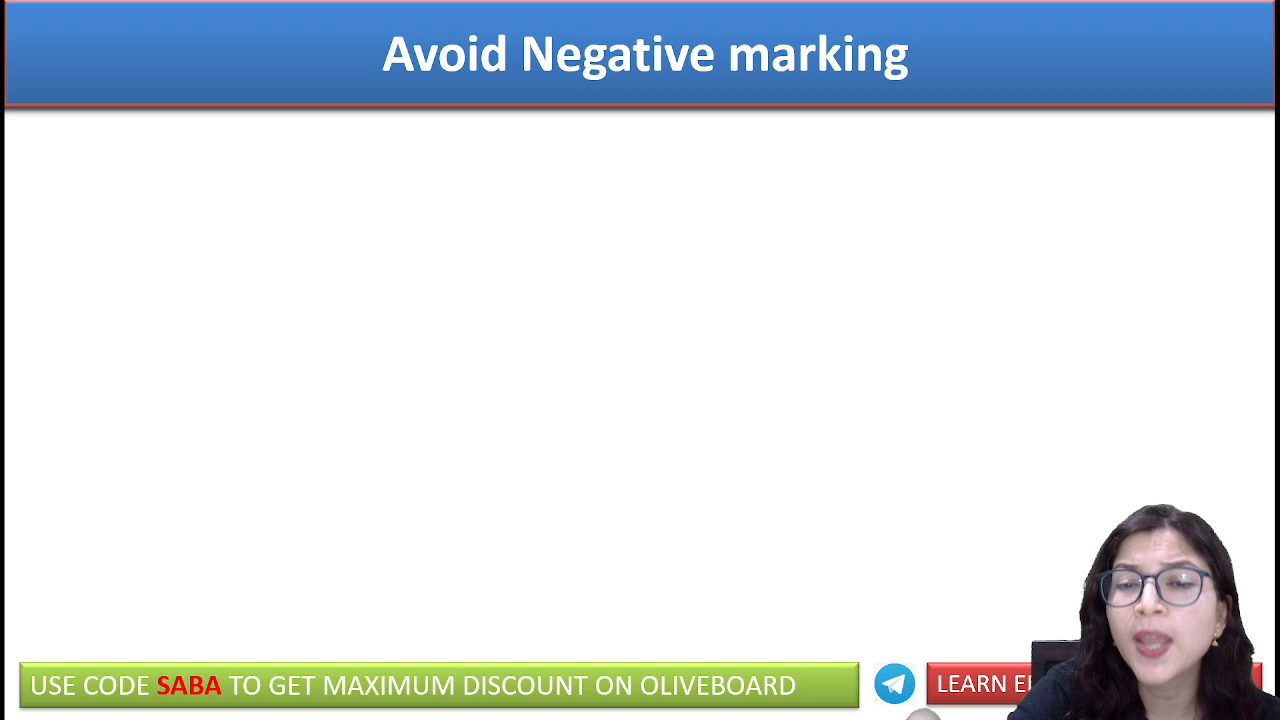 Avoid Negative marking
USE CODE SABA TO GET MAXIMUM DISCOUNT ON OLIVEBOARD
LEARN